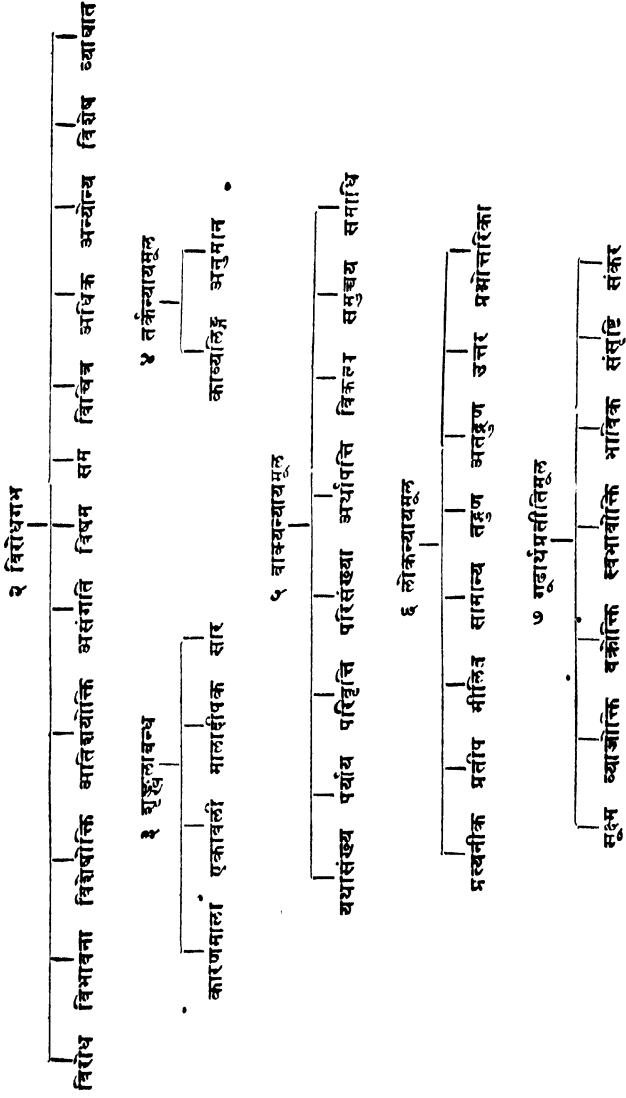 २ विरोधगभ
विरोध विभावना विशेषोक्ति अतिशयोक्ति असंगति विषम सम विचित्र अधिक अन्योन्य विशेष व्याघात
३ शृङ्खलाबन्ध
कारणमाला एकावली मालादीपक सार
४ तर्कन्यायमूल
काव्यलिङ्ग अनुमान
५ वाक्यन्यायमूल
यथासंख्य पर्याय परिवृत्ति परिसंख्या अर्थापत्ति विकल्प समुच्चय समाधि
६ लोकन्यायमूल
प्रत्यनीक प्रतीप मीलित सामान्य तद्गुण अतद्गुण उत्तर प्रश्नोत्तरिका
७ गूढार्थप्रतीतिमूल
सूक्ष्म व्याजोक्ति वक्रोक्ति स्वभावोक्ति भाविक संसृष्टि संकर